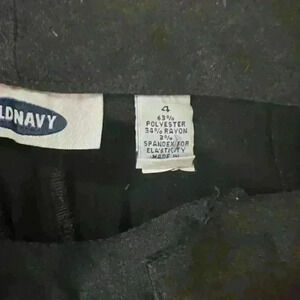 LDNAVY
4
63%
POLYESTER
34% RAYON
3%
SPANDEX FOR
ELASTICITY
MADE IN